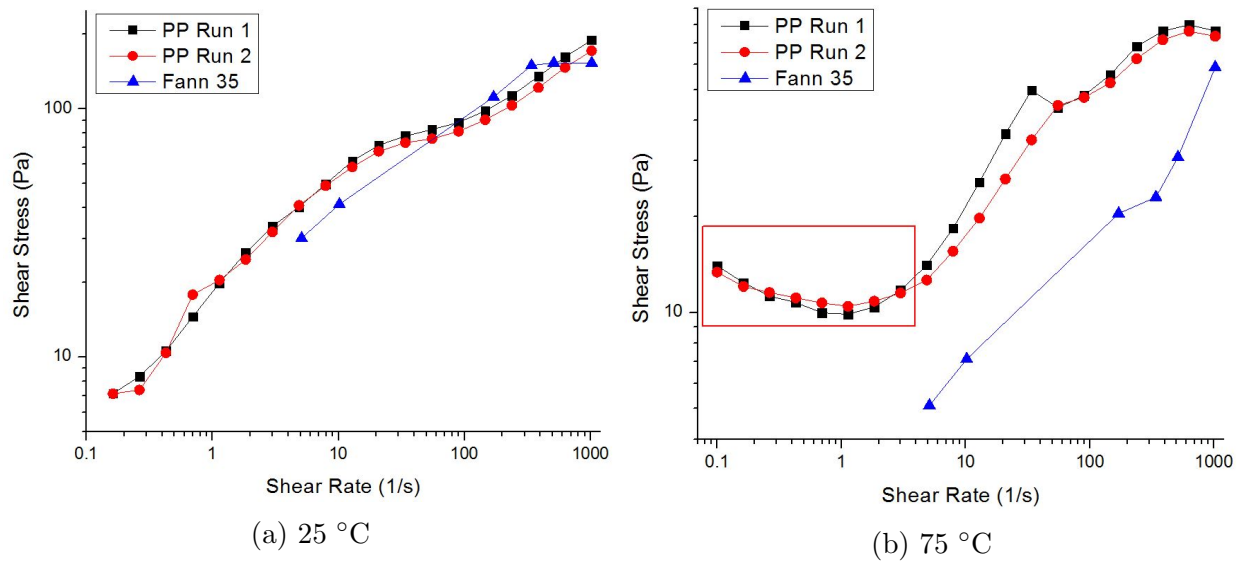 PP Run 1
PP Run 2
Fann 35
100
10
Shear Stress (Pa)
0.1 1 10 100 1000
Shear Rate (1/s)
(a) 25 °C
PP Run 1
PP Run 2
Fann 35
10
Shear Stress (Pa)
0.1 1 10 100 1000
Shear Rate (1/s)
(b) 75 °C